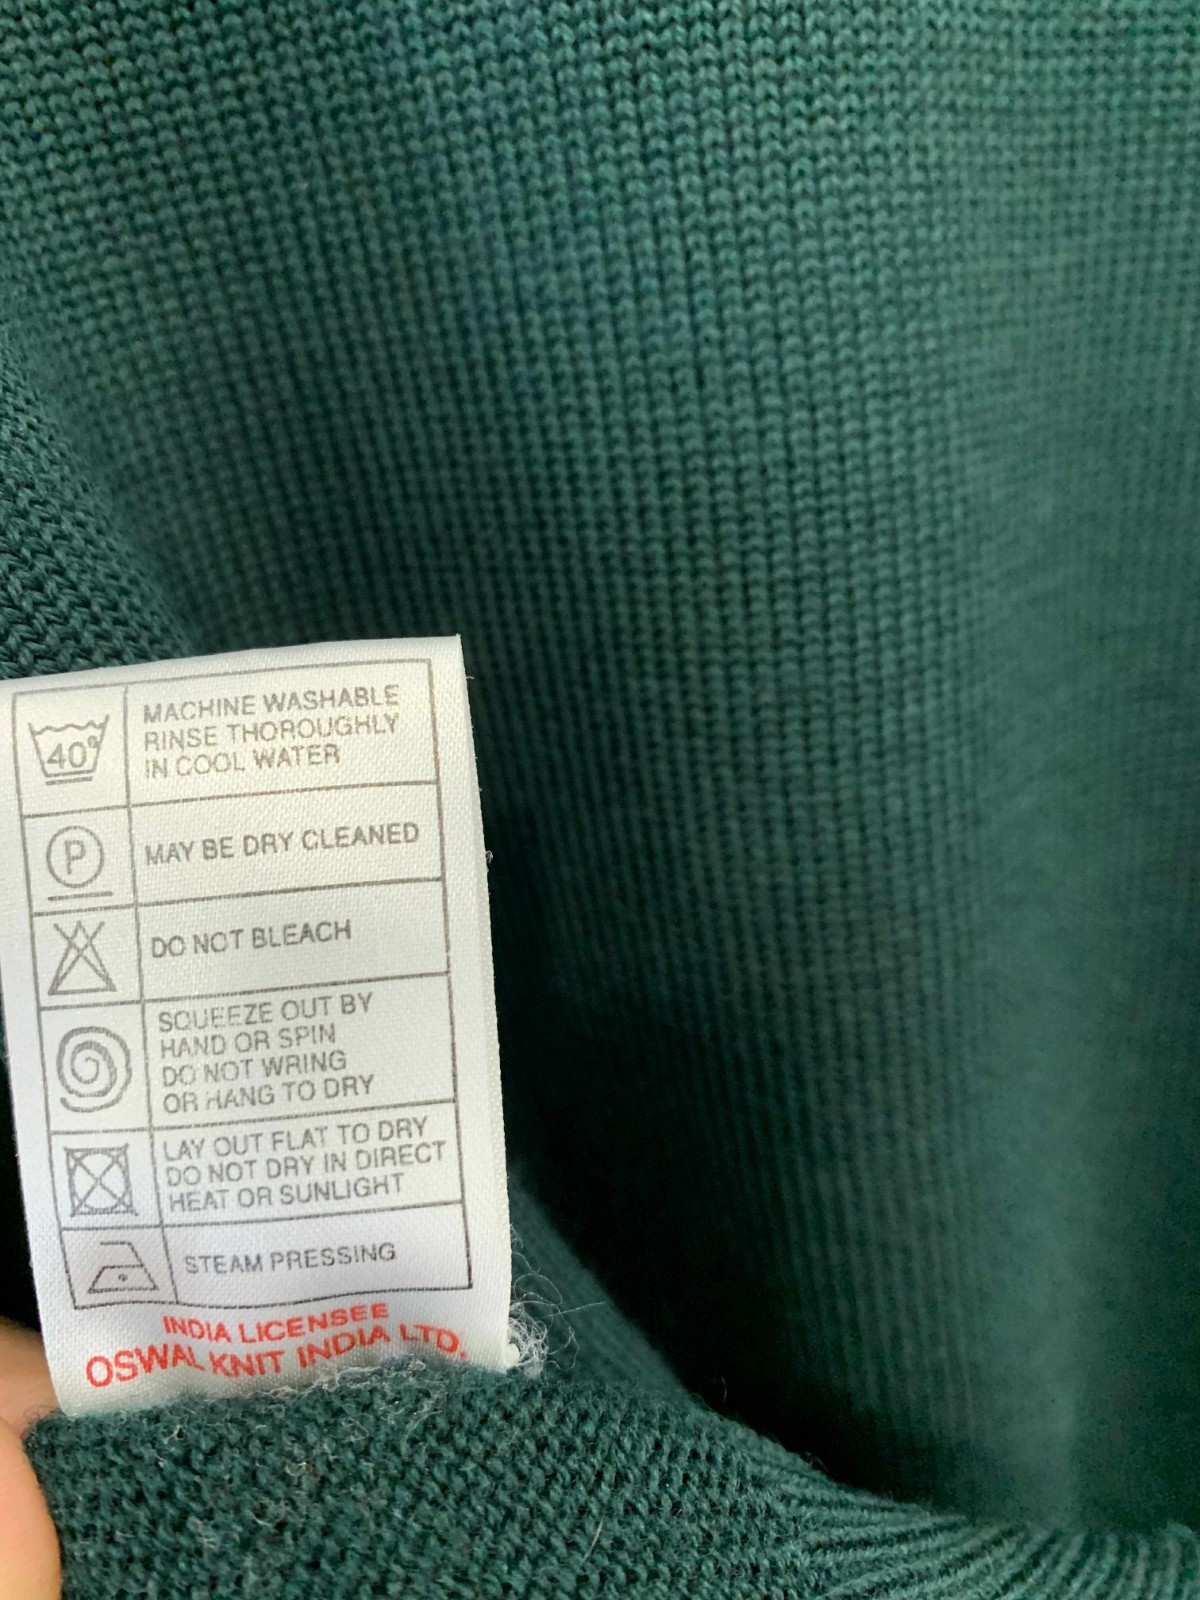 40°
MACHINE WASHABLE
RINSE THOROUGHLY
IN COOL WATER
P
MAY BE DRY CLEANED
DO NOT BLEACH
SQUEEZE OUT BY
HAND OR SPIN
DO NOT WRING
OR HANG TO DRY
LAY OUT FLAT TO DRY
DO NOT DRY IN DIRECT
HEAT OR SUNLIGHT
STEAM PRESSING
INDIA LICENSEE
OSWAL KNIT INDIA LTD.